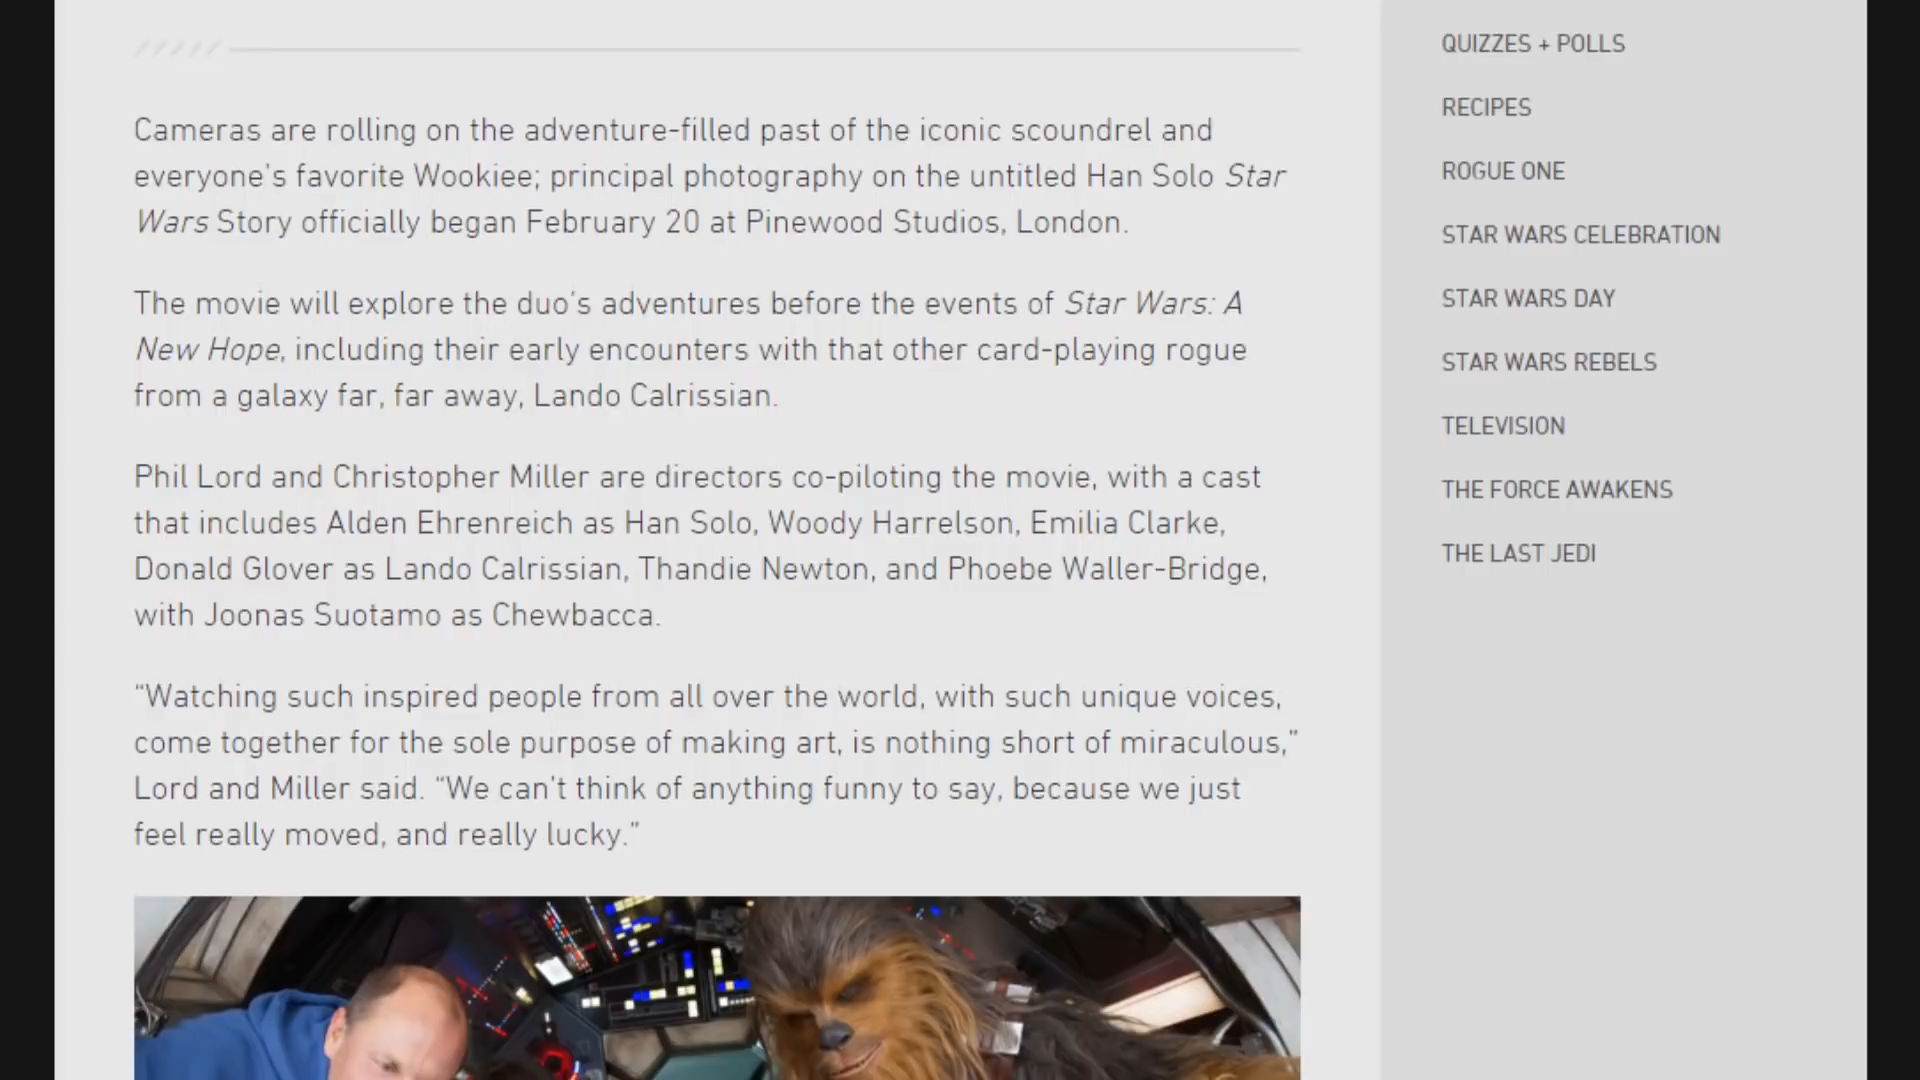 Cameras are rolling on the adventure-filled past of the iconic scoundrel and
everyone's favorite Wookiee; principal photography on the untitled Han Solo Star
Wars Story officially began February 20 at Pinewood Studios, London.
The movie will explore the duo's adventures before the events of Star Wars: A
New Hope, including their early encounters with that other card-playing rogue
from a galaxy far, far away, Lando Calrissian.
Phil Lord and Christopher Miller are directors co-piloting the movie, with a cast
that includes Alden Ehrenreich as Han Solo, Woody Harrelson, Emilia Clarke,
Donald Glover as Lando Calrissian, Thandie Newton, and Phoebe Waller-Bridge,
with Joonas Suotamo as Chewbacca.
“Watching such inspired people from all over the world, with such unique voices,
come together for the sole purpose of making art, is nothing short of miraculous,”
Lord and Miller said. “We can't think of anything funny to say, because we just
feel really moved, and really lucky.”
QUIZZES + POLLS
RECIPES
ROGUE ONE
STAR WARS CELEBRATION
STAR WARS DAY
STAR WARS REBELS
TELEVISION
THE FORCE AWAKENS
THE LAST JEDI